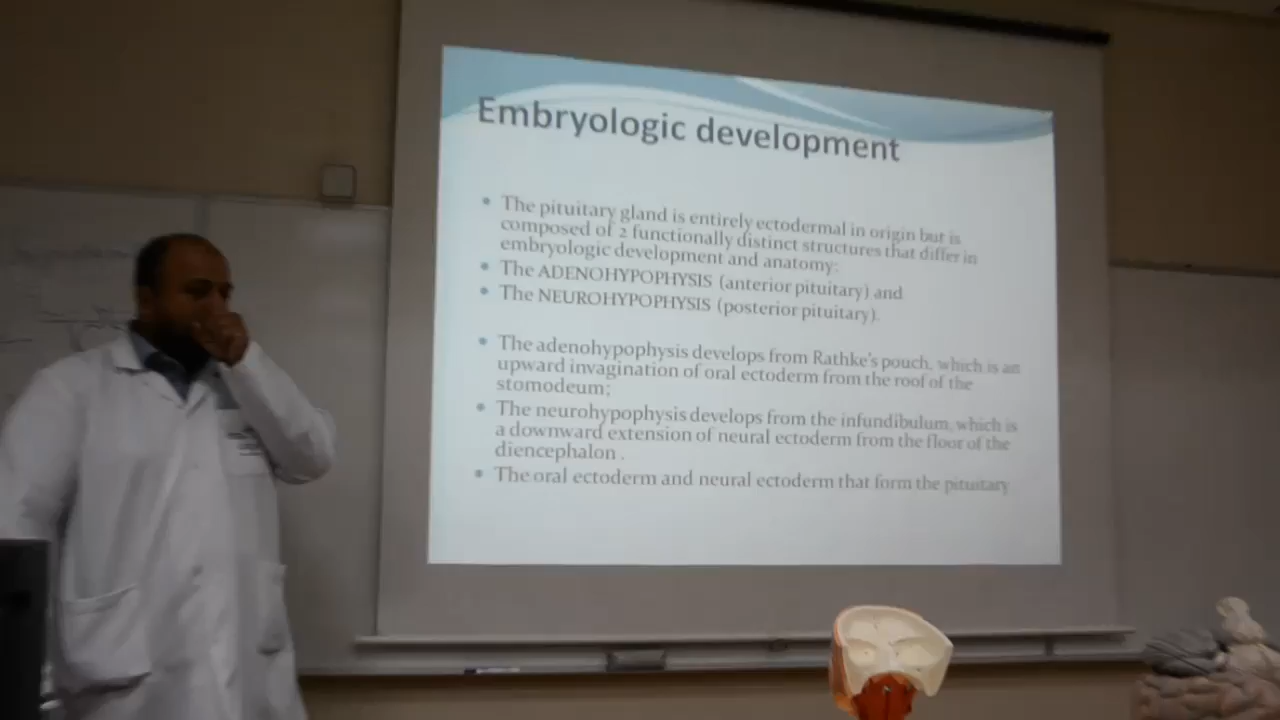 Embryologic development
• The pituitary gland is entirely ectodermal in origin but is
composed of 2 functionally distinct structures that differ in
embryologic development and anatomy:
• The ADENOHYPOPHYSIS (anterior pituitary) and
• The NEUROHYPOPHYSIS (posterior pituitary).
• The adenohypophysis develops from Rathke's pouch, which is an
upward invagination of oral ectoderm from the roof of the
stomodeum;
• The neurohypophysis develops from the infundibulum, which is
a downward extension of neural ectoderm from the floor of the
diencephalon .
• The oral ectoderm and neural ectoderm that form the pituitary